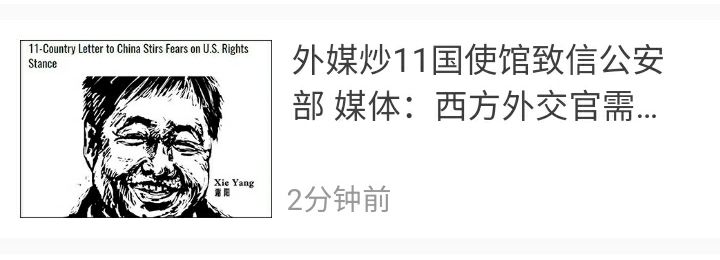 11-Country Letter to China Stirs Fears on U.S. Rights
Stance
Xie Yang
谢阳
外媒炒11国使馆致信公安
部 媒体：西方外交官需...
2分钟前